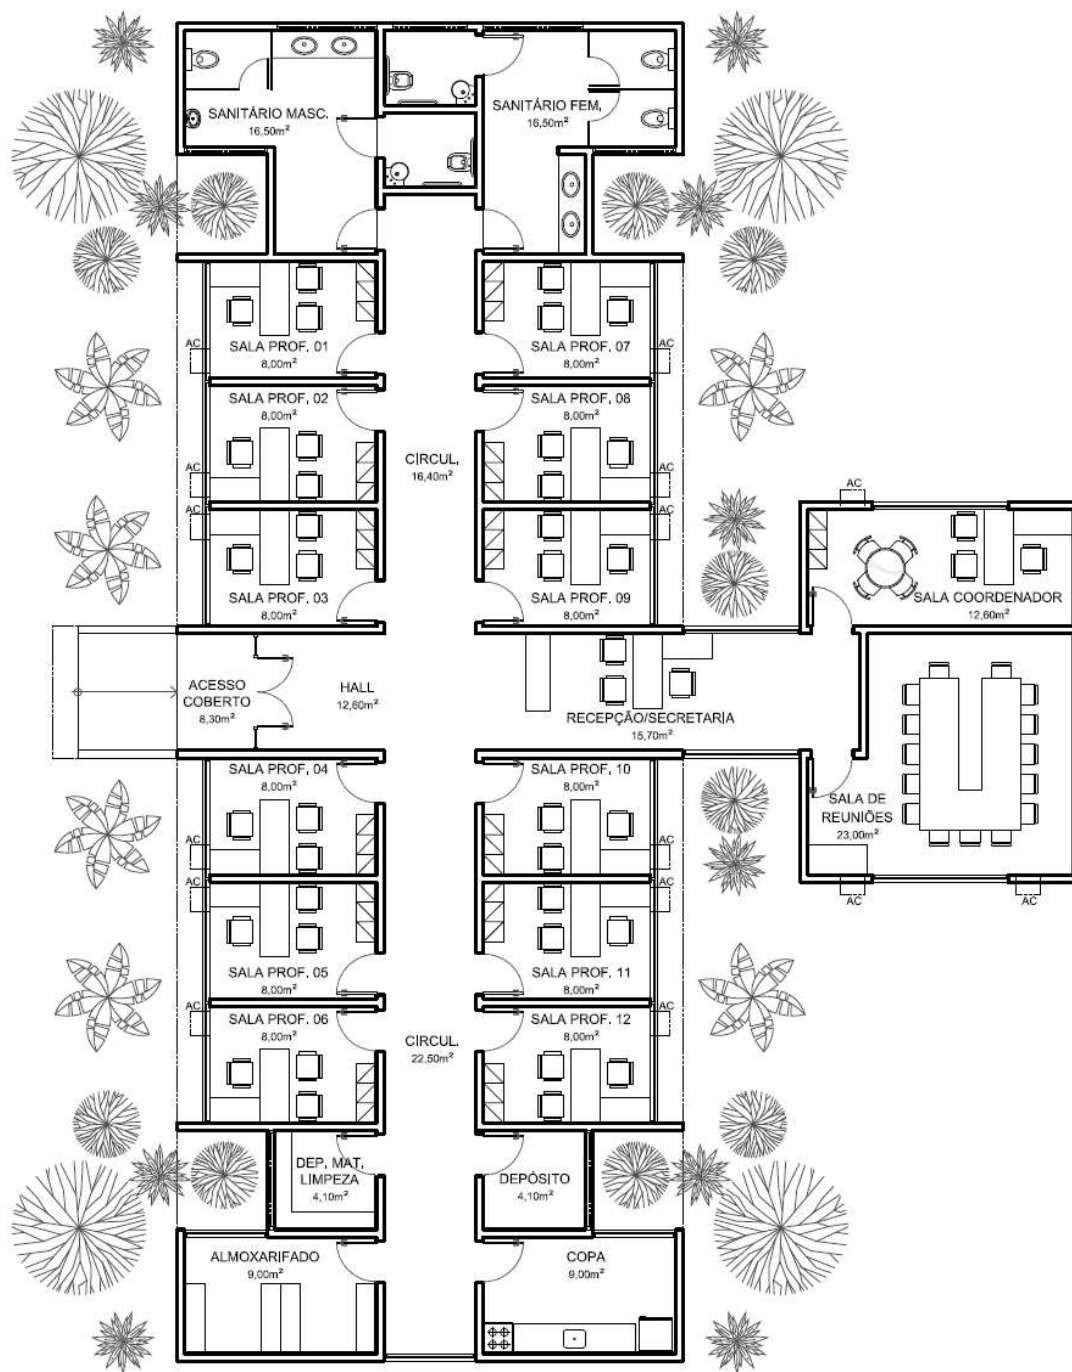 SANITÁRIO MASC.
16,50m²
SANITÁRIO FEM.
16,50m²
SALA PROF. 01
8,00m²
AC
SALA PROF. 07
8,00m²
AC
SALA PROF. 02
8,00m²
AC
SALA PROF. 08
8,00m²
AC
CIRCUL.
16,40m²
AC
SALA PROF. 03
8,00m²
AC
SALA PROF. 09
8,00m²
AC
SALA COORDENADOR
12,60m²
ACESSO
COBERTO
8,30m²
HALL
12,60m²
RECEPÇÃO/SECRETARIA
15,70m²
SALA PROF. 04
8,00m²
AC
SALA PROF. 10
8,00m²
AC
SALA DE
REUNIÕES
23,00m²
AC
AC
AC
SALA PROF. 05
8,00m²
AC
SALA PROF. 11
8,00m²
AC
SALA PROF. 06
8,00m²
SALA PROF. 12
8,00m²
AC
CIRCUL.
22,50m²
DEP. MAT.
LIMPEZA
4,10m²
DEPÓSITO
4,10m²
ALMOXARIFADO
9,00m²
COPA
9,00m²